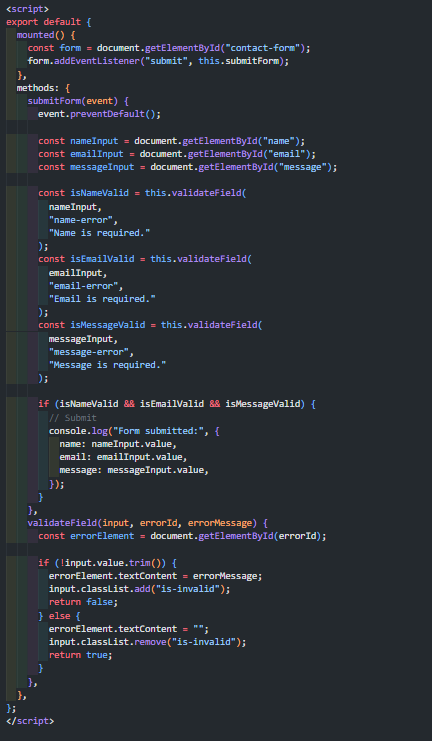 <script>
export default {
  mounted() {
    const form = document.getElementById("contact-form");
    form.addEventListener("submit", this.submitForm);
  },
  methods: {
    submitForm(event) {
      event.preventDefault();

      const nameInput = document.getElementById("name");
      const emailInput = document.getElementById("email");
      const messageInput = document.getElementById("message");

      const isNameValid = this.validateField(
        nameInput,
        "name-error",
        "Name is required."
      );
      const isEmailValid = this.validateField(
        emailInput,
        "email-error",
        "Email is required."
      );
      const isMessageValid = this.validateField(
        messageInput,
        "message-error",
        "Message is required."
      );

      if (isNameValid && isEmailValid && isMessageValid) {
        // Submit
        console.log("Form submitted:", {
          name: nameInput.value,
          email: emailInput.value,
          message: messageInput.value,
        });
      }
    },
    validateField(input, errorId, errorMessage) {
      const errorElement = document.getElementById(errorId);

      if (!input.value.trim()) {
        errorElement.textContent = errorMessage;
        input.classList.add("is-invalid");
        return false;
      } else {
        errorElement.textContent = "";
        input.classList.remove("is-invalid");
        return true;
      }
    },
  },
};
</script>